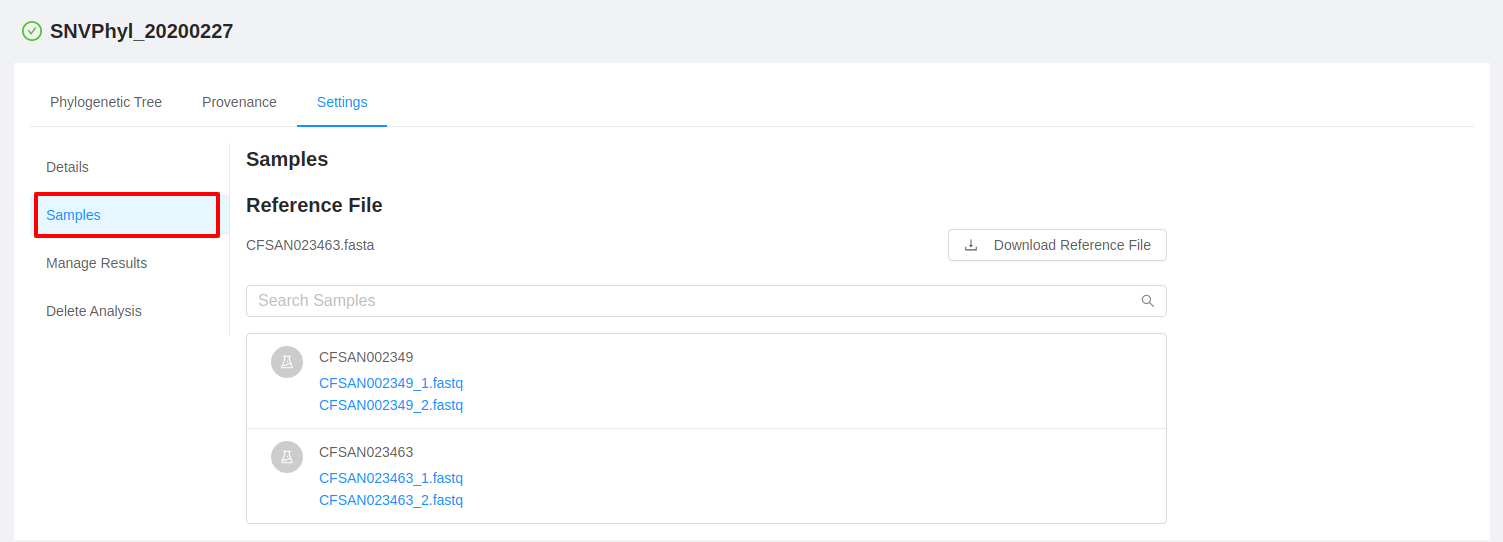 SNVPhyl_20200227
Phylogenetic Tree Provenance Settings
Details
Samples
Manage Results
Delete Analysis
Samples
Reference File
CFSAN023463.fasta Download Reference File
Search Samples
CFSAN002349
CFSAN002349_1.fastq
CFSAN002349_2.fastq
CFSAN023463
CFSAN023463_1.fastq
CFSAN023463_2.fastq